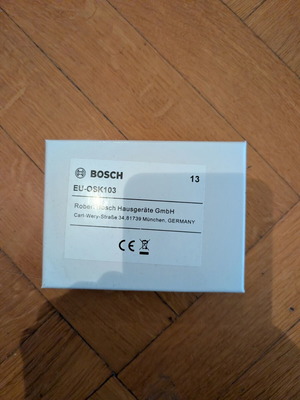 BOSCH 13
EU-OSK103
Robert Bosch Hausgeräte GmbH
Carl-Wery-Straße 34,81739 München, GERMANY
CE